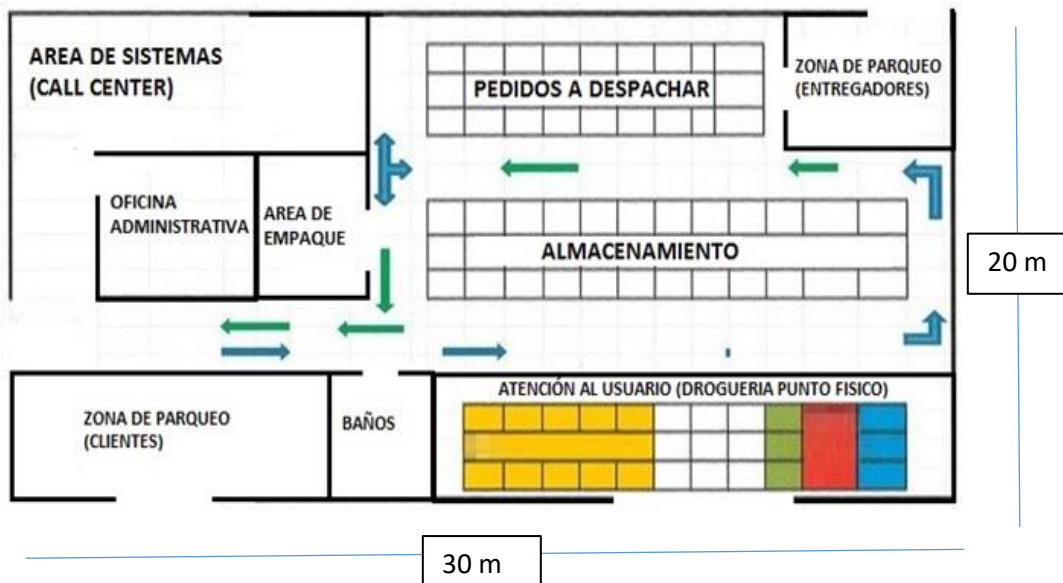 AREA DE SISTEMAS
(CALL CENTER)
PEDIDOS A DESPACHAR
ZONA DE PARQUEO
(ENTREGADORES)
OFICINA
ADMINISTRATIVA
AREA DE
EMPAQUE
ALMACENAMIENTO
20 m
ATENCIÓN AL USUARIO (DROGUERIA PUNTO FISICO)
ZONA DE PARQUEO
(CLIENTES)
BAÑOS
30 m